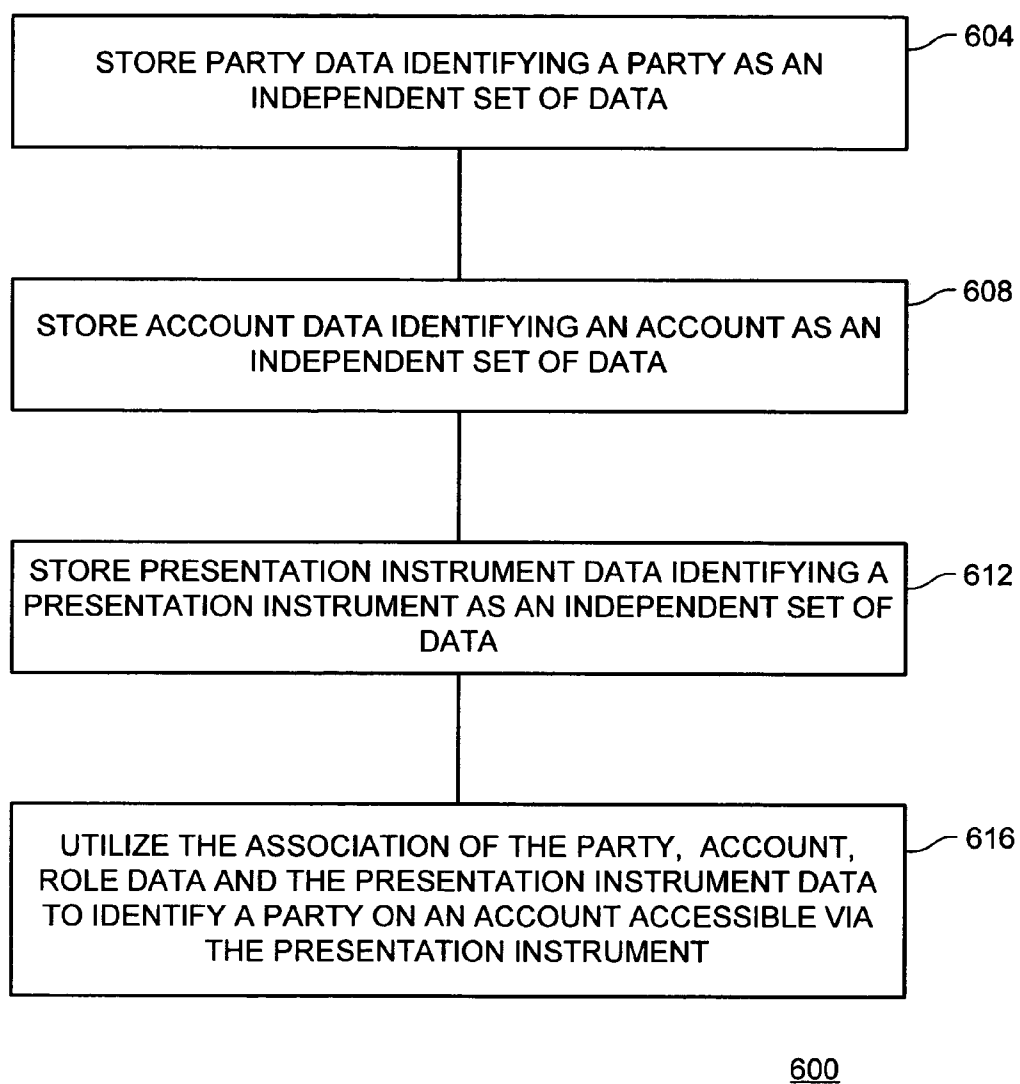 STORE PARTY DATA IDENTIFYING A PARTY AS AN
INDEPENDENT SET OF DATA
604
STORE ACCOUNT DATA IDENTIFYING AN ACCOUNT AS AN
INDEPENDENT SET OF DATA
608
STORE PRESENTATION INSTRUMENT DATA IDENTIFYING A
PRESENTATION INSTRUMENT AS AN INDEPENDENT SET OF
DATA
612
UTILIZE THE ASSOCIATION OF THE PARTY, ACCOUNT,
ROLE DATA AND THE PRESENTATION INSTRUMENT DATA
TO IDENTIFY A PARTY ON AN ACCOUNT ACCESSIBLE VIA
THE PRESENTATION INSTRUMENT
616
600